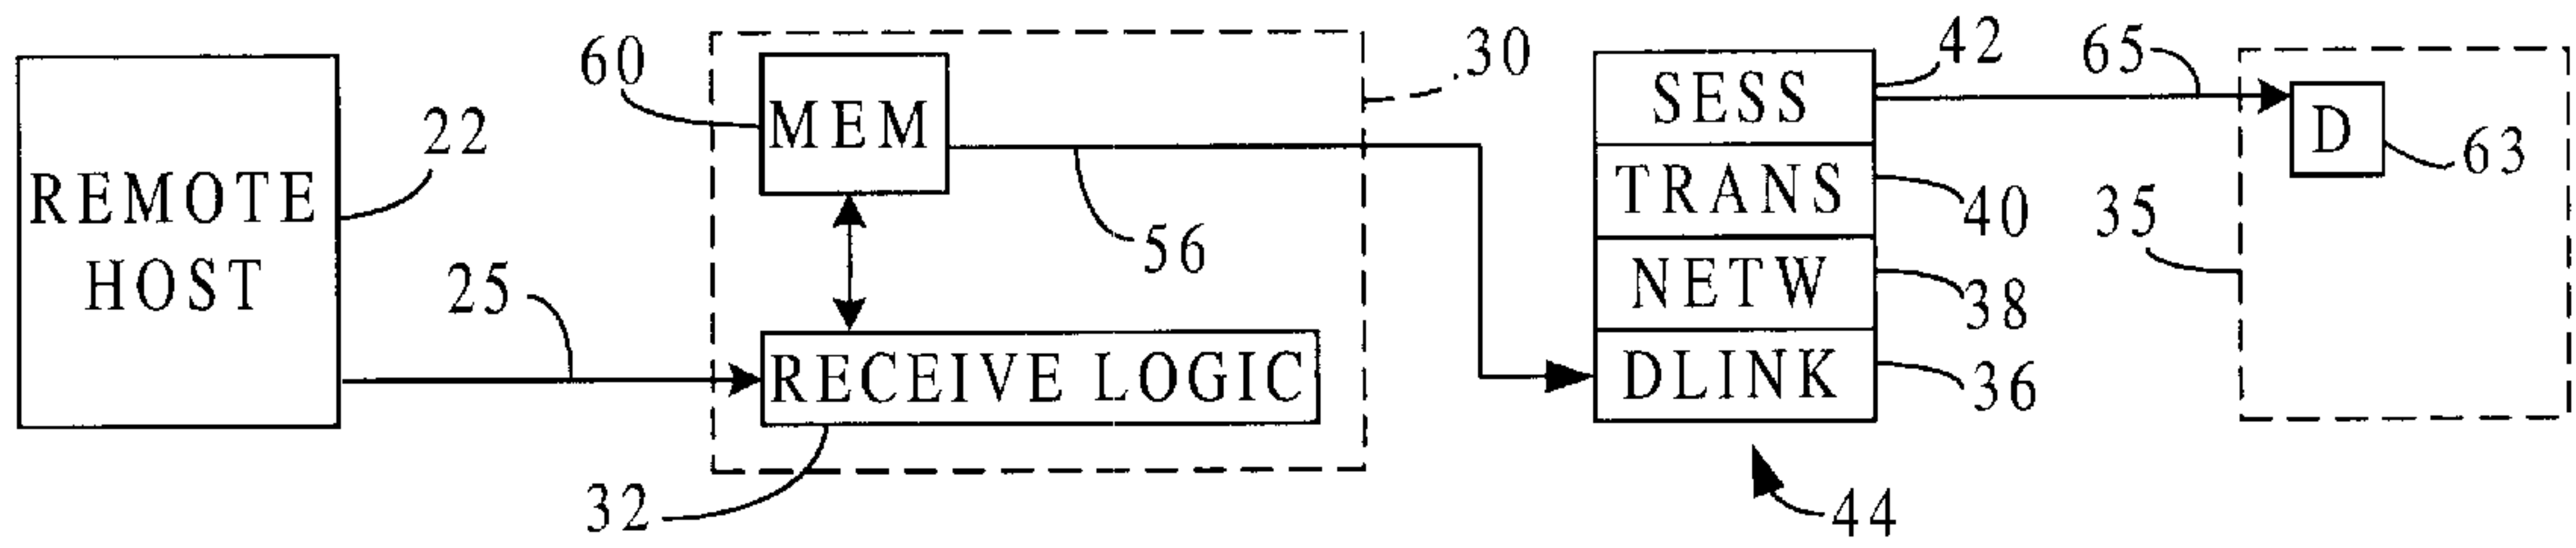 REMOTE
HOST
22
25
60
MEM
30
56
RECEIVE LOGIC
32
SESS
TRANS
NETW
DLINK
42
40
38
36
44
65
D
63
35